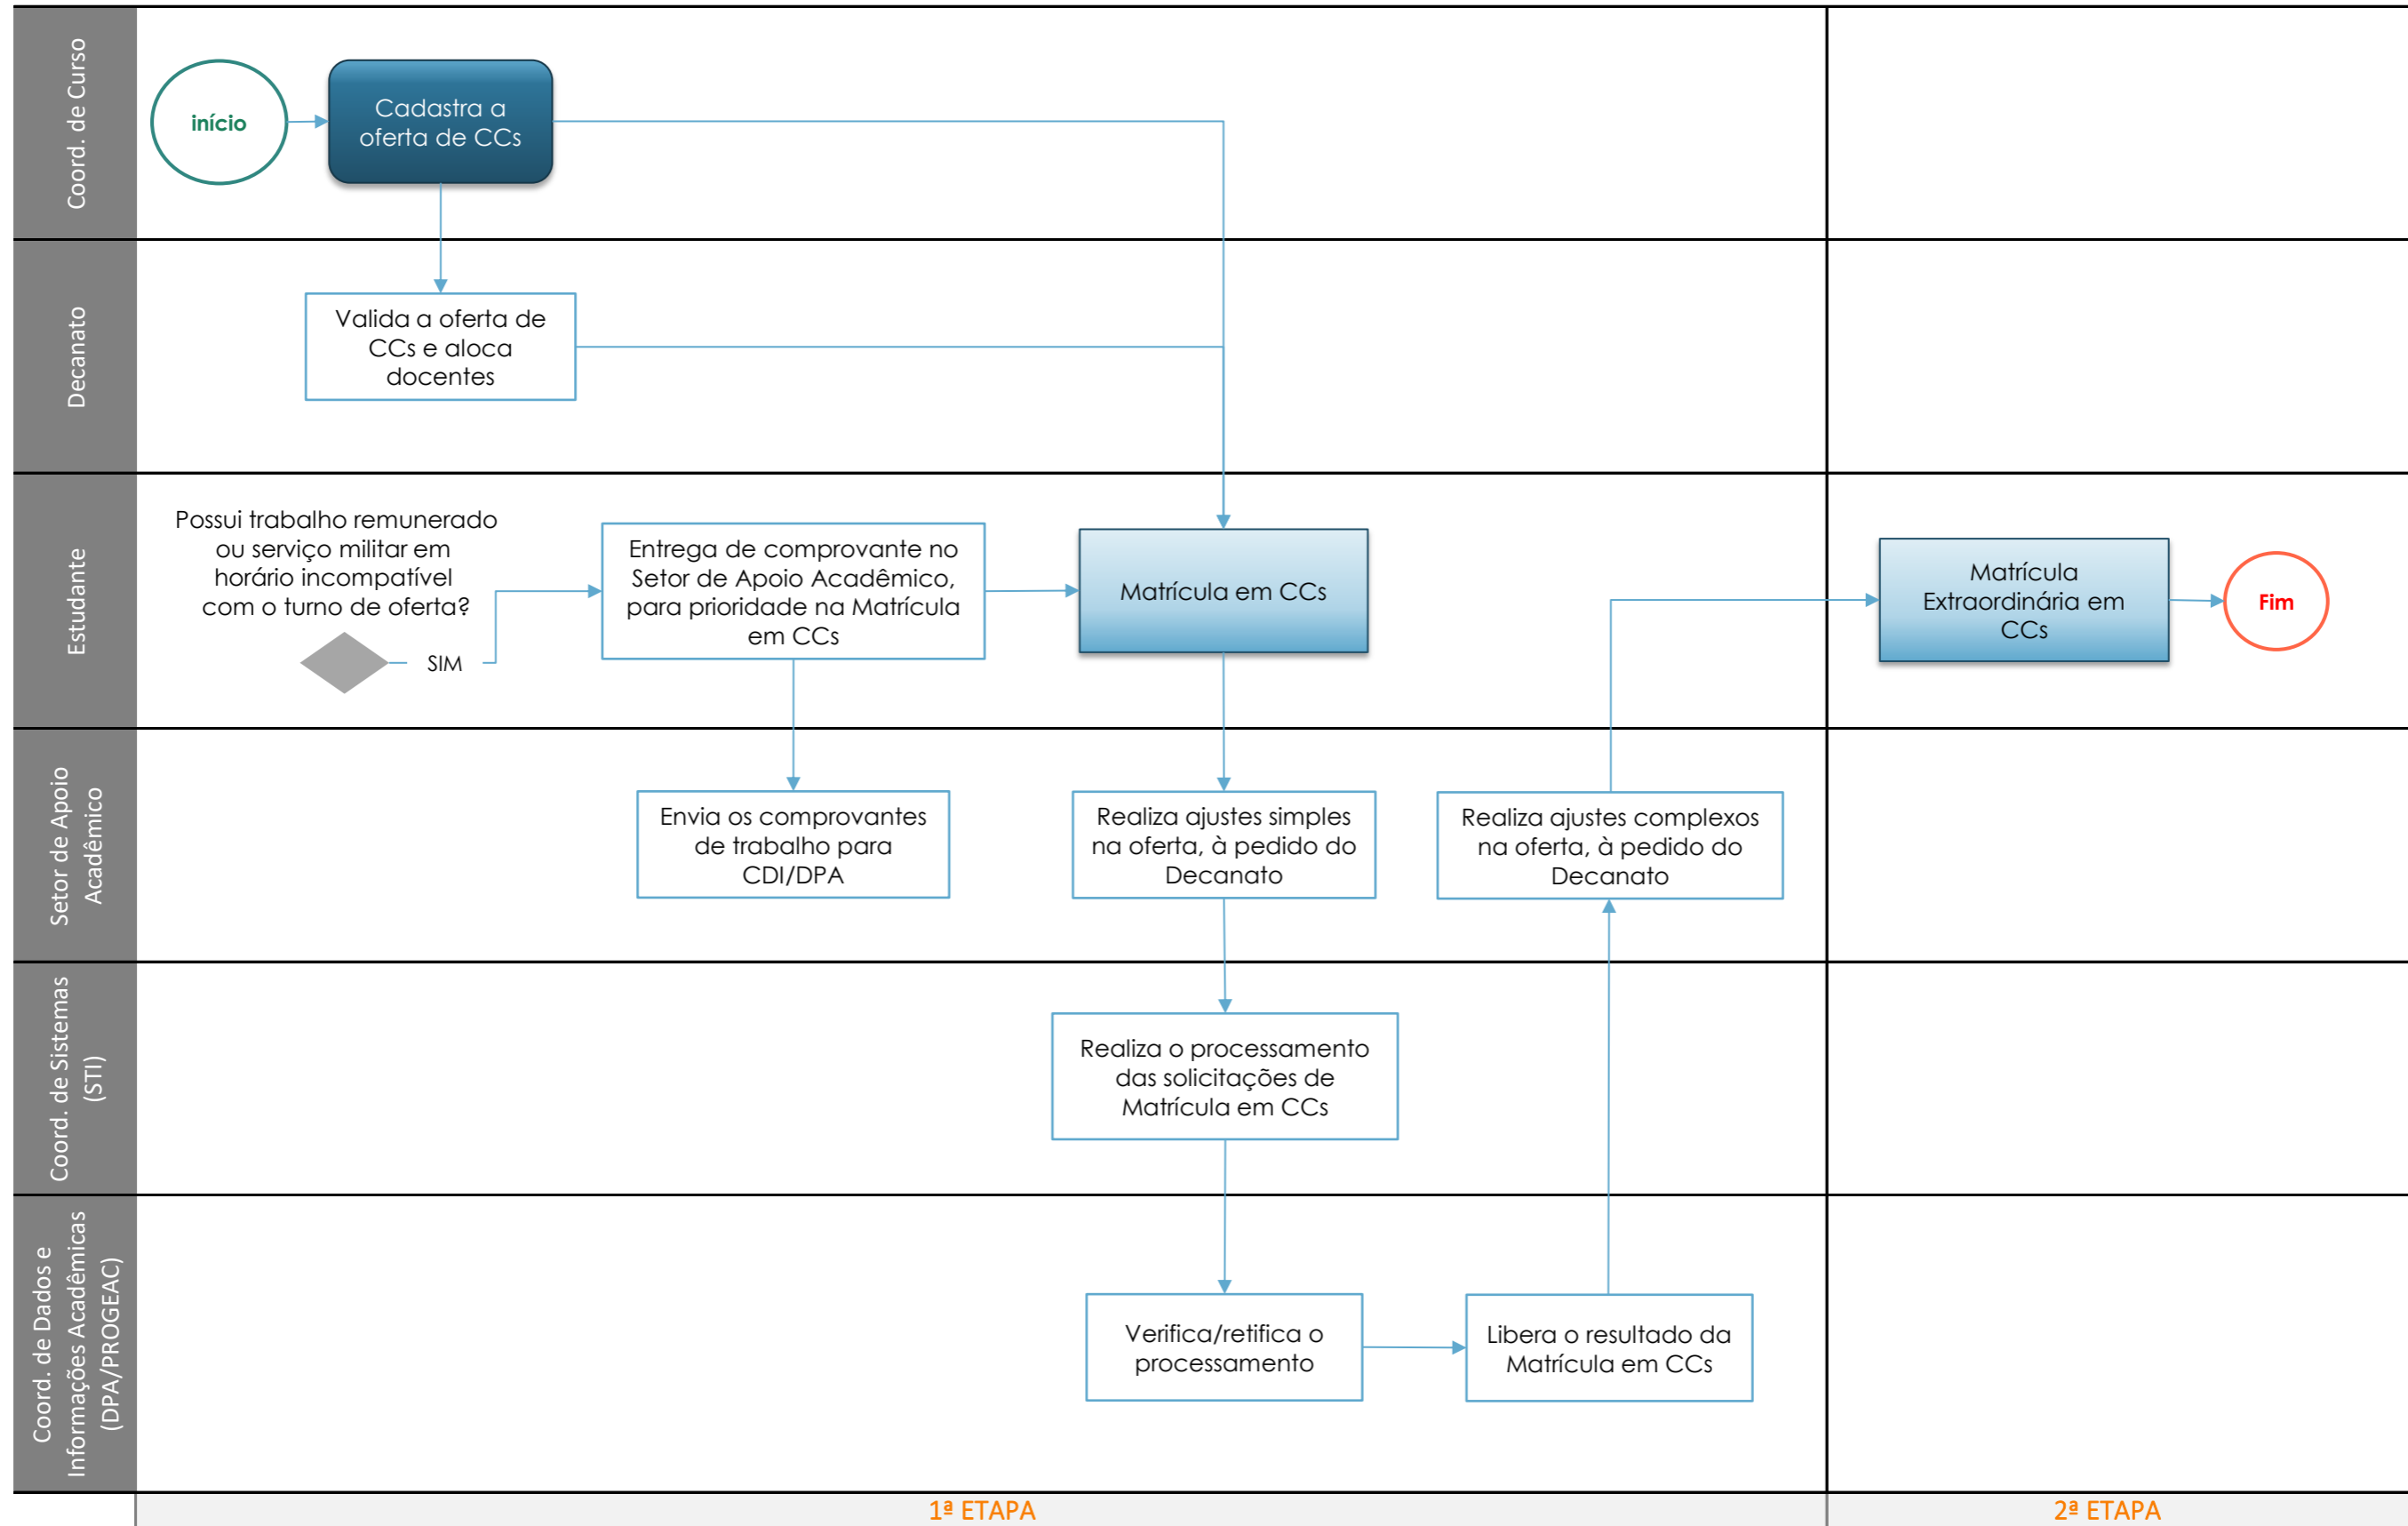 Coord. de Curso
início
Cadastra a
oferta de CCs
Decanato
Valida a oferta de
CCs e aloca
docentes
Estudante
Possui trabalho remunerado
ou serviço militar em
horário incompatível
com o turno de oferta?
SIM
Entrega de comprovante no
Setor de Apoio Acadêmico,
para prioridade na Matrícula
em CCs
Matrícula em CCs
Matrícula
Extraordinária em
CCs
Fim
Setor de Apoio
Acadêmico
Envia os comprovantes
de trabalho para
CDI/DPA
Realiza ajustes simples
na oferta, à pedido do
Decanato
Realiza ajustes complexos
na oferta, à pedido do
Decanato
Coord. de Sistemas
(STI)
Realiza o processamento
das solicitações de
Matrícula em CCs
Coord. de Dados e
Informações Acadêmicas
(DPA/PROGEAC)
Verifica/retifica o
processamento
Libera o resultado da
Matrícula em CCs
1ª ETAPA
2ª ETAPA